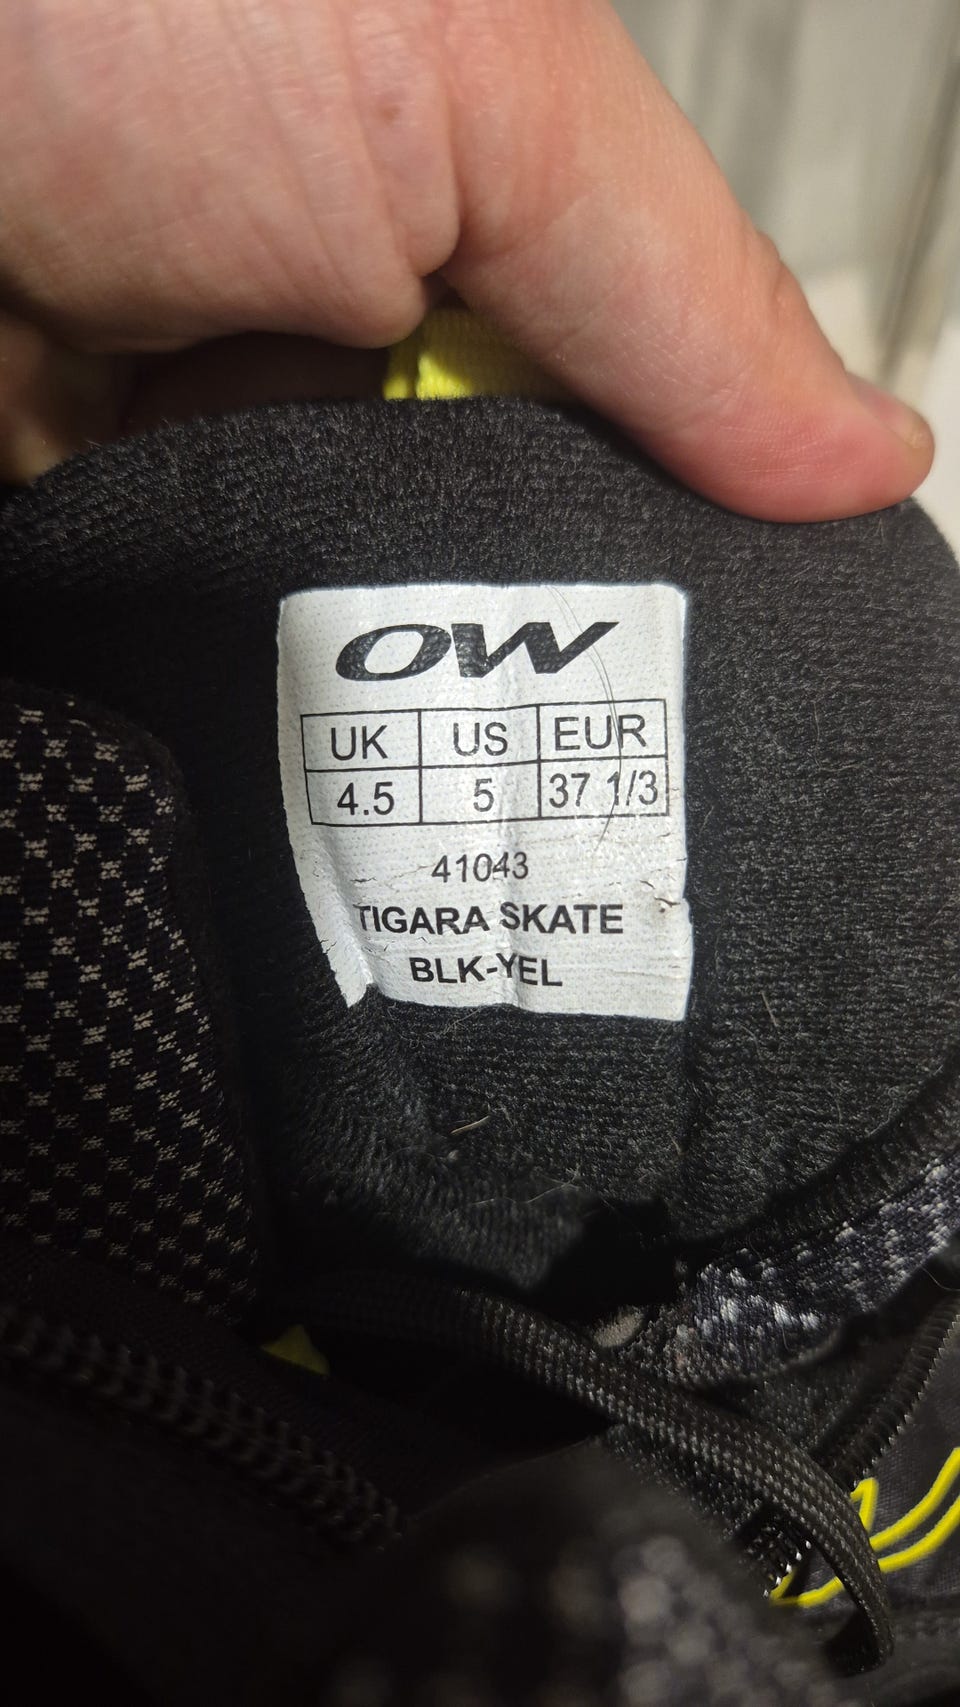 OW
UK US EUR
4.5 5 37 1/3
41043
TIGARA SKATE
BLK-YEL